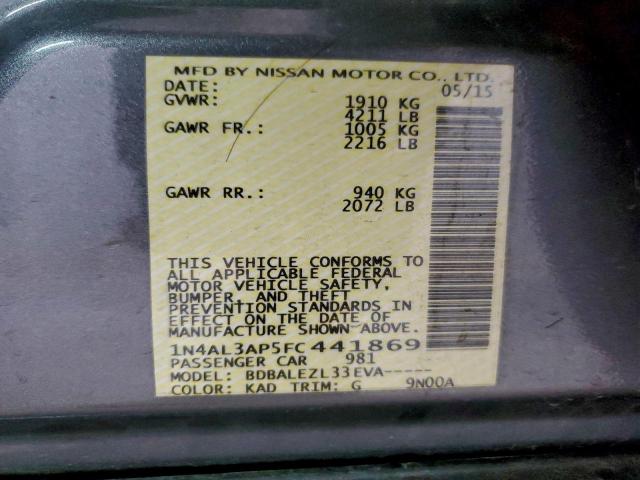 MFD BY NISSAN MOTOR CO., LTD.
DATE: 05/15
GVWR: 1910 KG
4211 LB
GAWR FR.: 1005 KG
2216 LB
GAWR RR.: 940 KG
2072 LB
THIS VEHICLE CONFORMS TO
ALL APPLICABLE FEDERAL
MOTOR VEHICLE SAFETY,
BUMPER, AND THEFT
PREVENTION STANDARDS IN
EFFECT ON THE DATE OF
MANUFACTURE SHOWN ABOVE.
1N4AL3AP5FC441869
PASSENGER CAR 981
MODEL: BDBALEZL33EVA-----
COLOR: KAD TRIM: G 9N00A